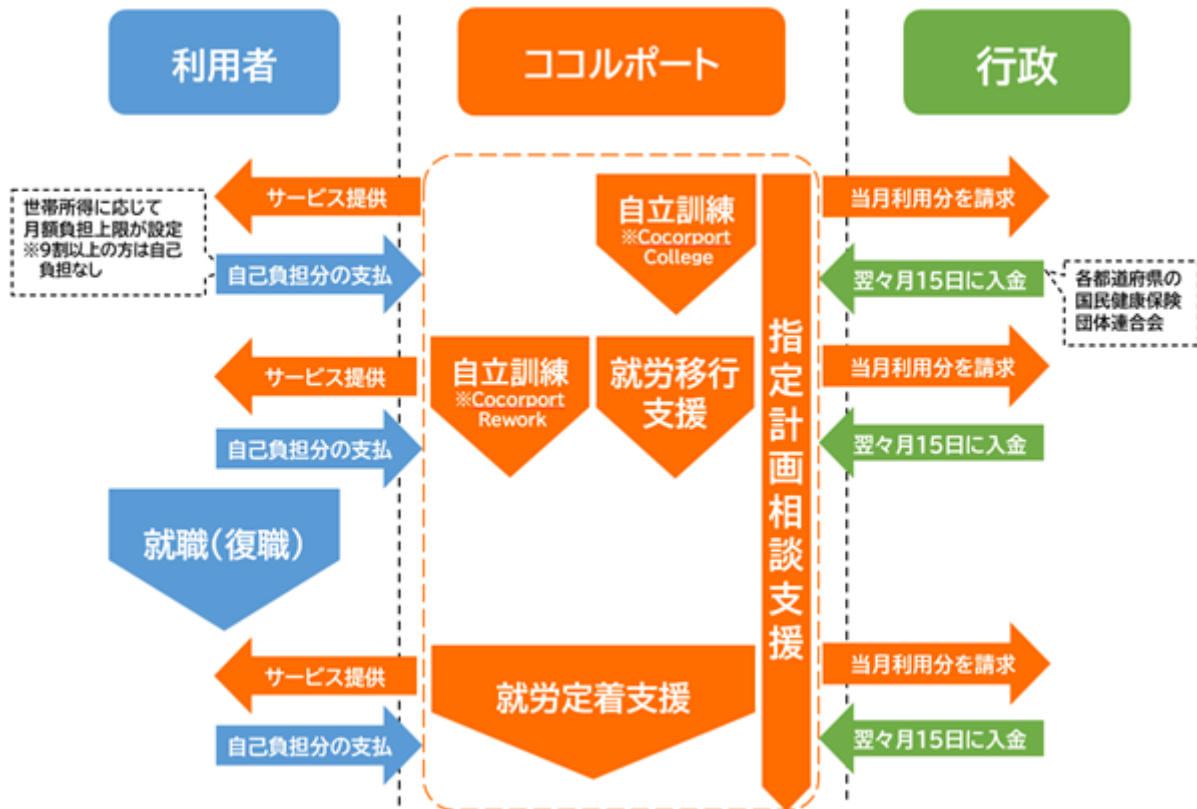 利用者
ココルポート
行政
サービス提供
世帯所得に応じて
月額負担上限が設定
※9割以上の方は自己
負担なし
自己負担分の支払
自立訓練
※Cocorport
College
当月利用分を請求
翌々月15日に入金
各都道府県の
国民健康保険
団体連合会
指定計画相談支援
サービス提供
自己負担分の支払
自立訓練
※Cocorport
Rework
就労移行
支援
当月利用分を請求
翌々月15日に入金
就職(復職)
サービス提供
自己負担分の支払
就労定着支援
当月利用分を請求
翌々月15日に入金